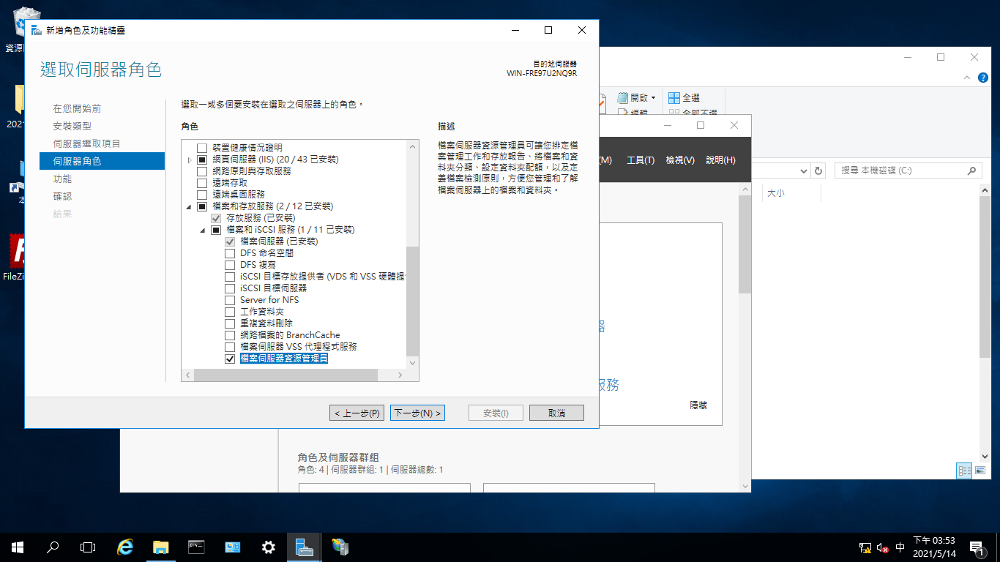 新增角色及功能精靈
選取伺服器角色
目的地伺服器
WIN-FRE97U2NQ9R
在您開始前
安裝類型
伺服器選取項目
伺服器角色
功能
確認
結果
選取一或多個要安裝在選取之伺服器上的角色。
角色
裝置健康情況證明
網頁伺服器 (IIS) (20 / 43 已安裝)
網路原則與存取服務
遠端存取
遠端桌面服務
檔案和存放服務 (2 / 12 已安裝)
存放服務 (已安裝)
檔案和 iSCSI 服務 (1 / 11 已安裝)
檔案伺服器 (已安裝)
DFS 命名空間
DFS 複寫
iSCSI 目標存放提供者 (VDS 和 VSS 硬體提
iSCSI 目標伺服器
Server for NFS
工作資料夾
重複資料刪除
網路檔案的 BranchCache
檔案伺服器 VSS 代理程式服務
檔案伺服器資源管理員
描述
檔案伺服器資源管理員可讓您排定檔
案管理工作和存放報告、將檔案和資
料夾分類、設定資料夾配額，以及定
義檔案檢測原則，方便您管理和了解
檔案伺服器上的檔案和資料夾。
< 上一步(P)
下一步(N) >
安裝(I)
取消
開啟
全選
編輯
全部不選
(M)
工具(T)
檢視(V)
說明(H)
搜尋 本機磁碟 (C:)
大小
器
服務
隱藏
角色及伺服器群組
角色: 4 | 伺服器群組: 1 | 伺服器總數: 1
資源
2021
本
FileZi
中
下午 03:53
2021/5/14
1